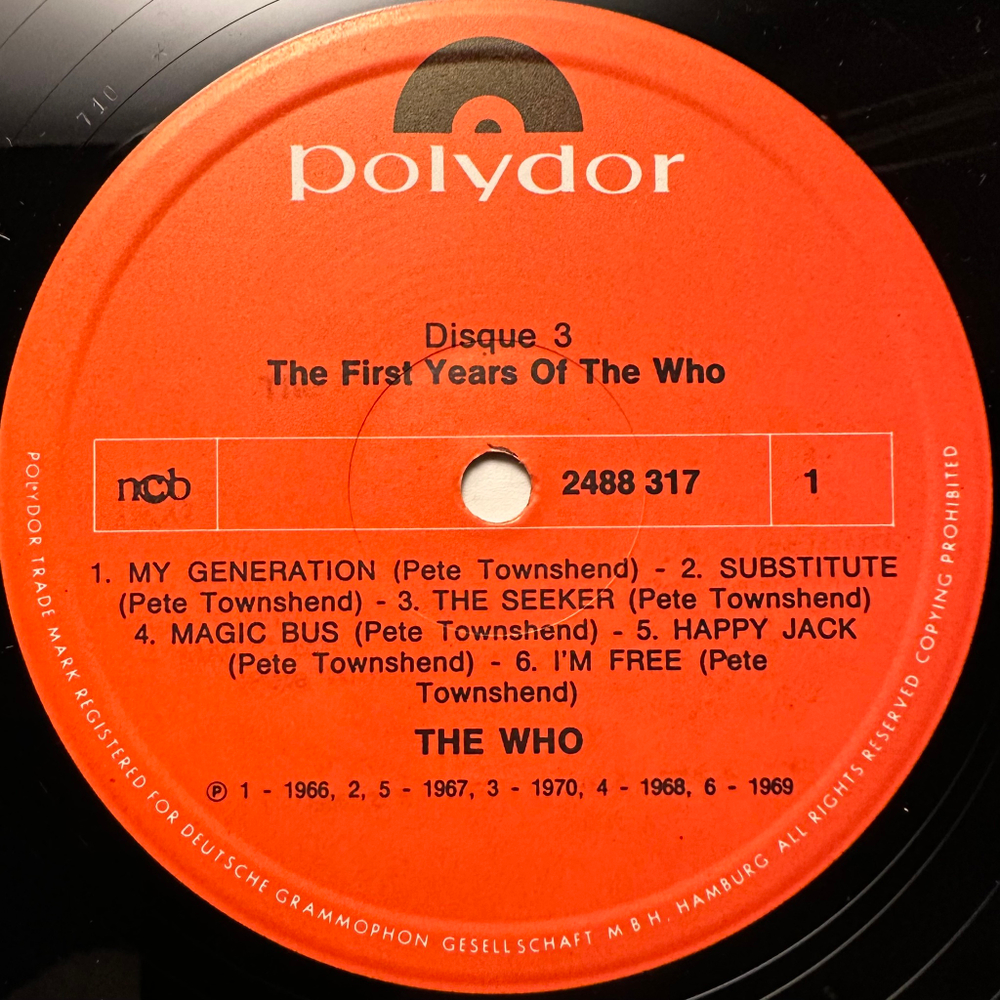 710
polydor
Disque 3
The First Years Of The Who
ncb
2488 317
1
1. MY GENERATION (Pete Townshend) - 2. SUBSTITUTE
(Pete Townshend) - 3. THE SEEKER (Pete Townshend)
4. MAGIC BUS (Pete Townshend) - 5. HAPPY JACK
(Pete Townshend) - 6. I'M FREE (Pete
Townshend)
THE WHO
Ⓟ 1 - 1966, 2, 5 - 1967, 3 - 1970, 4 - 1968, 6 - 1969
POLYDOR TRADE MARK REGISTERED FOR DEUTSCHE GRAMMOPHON GESELLSCHAFT M B H, HAMBURG ALL RIGHTS RESERVED COPYING PROHIBITED